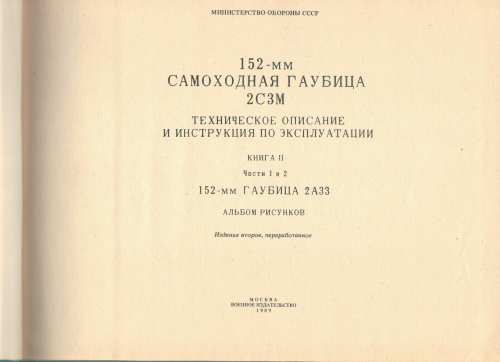 МИНИСТЕРСТВО ОБОРОНЫ СССР
152-мм
САМОХОДНАЯ ГАУБИЦА
2С3М
ТЕХНИЧЕСКОЕ ОПИСАНИЕ
И ИНСТРУКЦИЯ ПО ЭКСПЛУАТАЦИИ
КНИГА II
Части 1 и 2
152-мм ГАУБИЦА 2А33
АЛЬБОМ РИСУНКОВ
Издание второе, переработанное
МОСКВА
ВОЕННОЕ ИЗДАТЕЛЬСТВО
1989